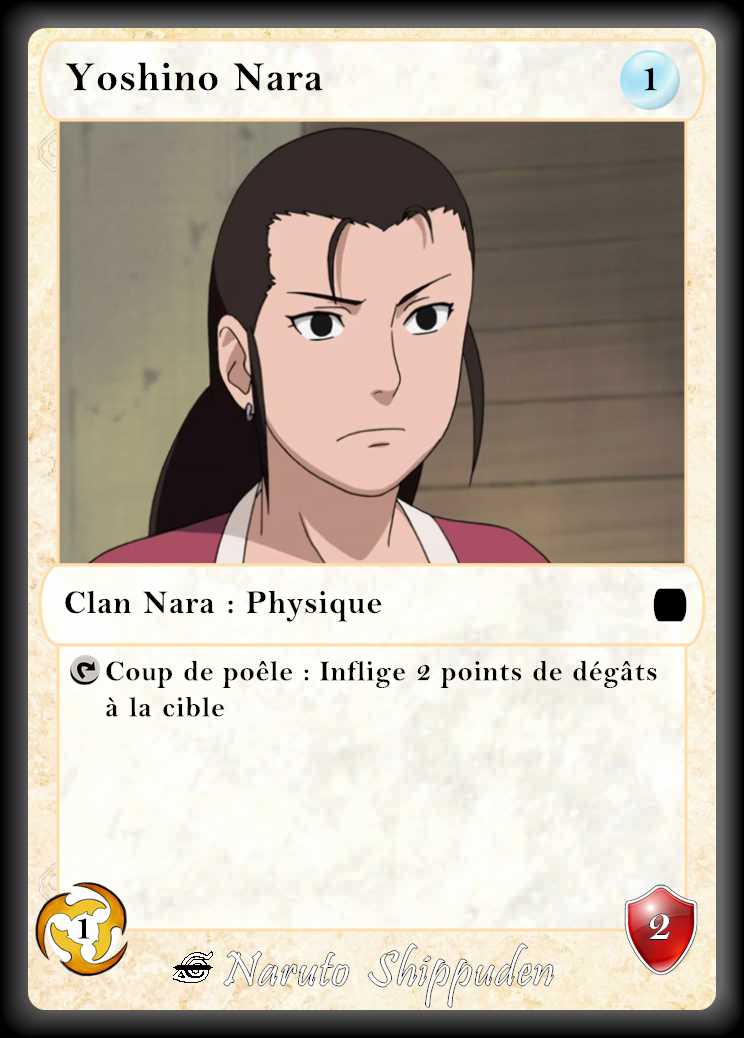 Yoshino Nara
1
Clan Nara : Physique
Coup de poêle : Inflige 2 points de dégâts
à la cible
1
2
Naruto Shippuden